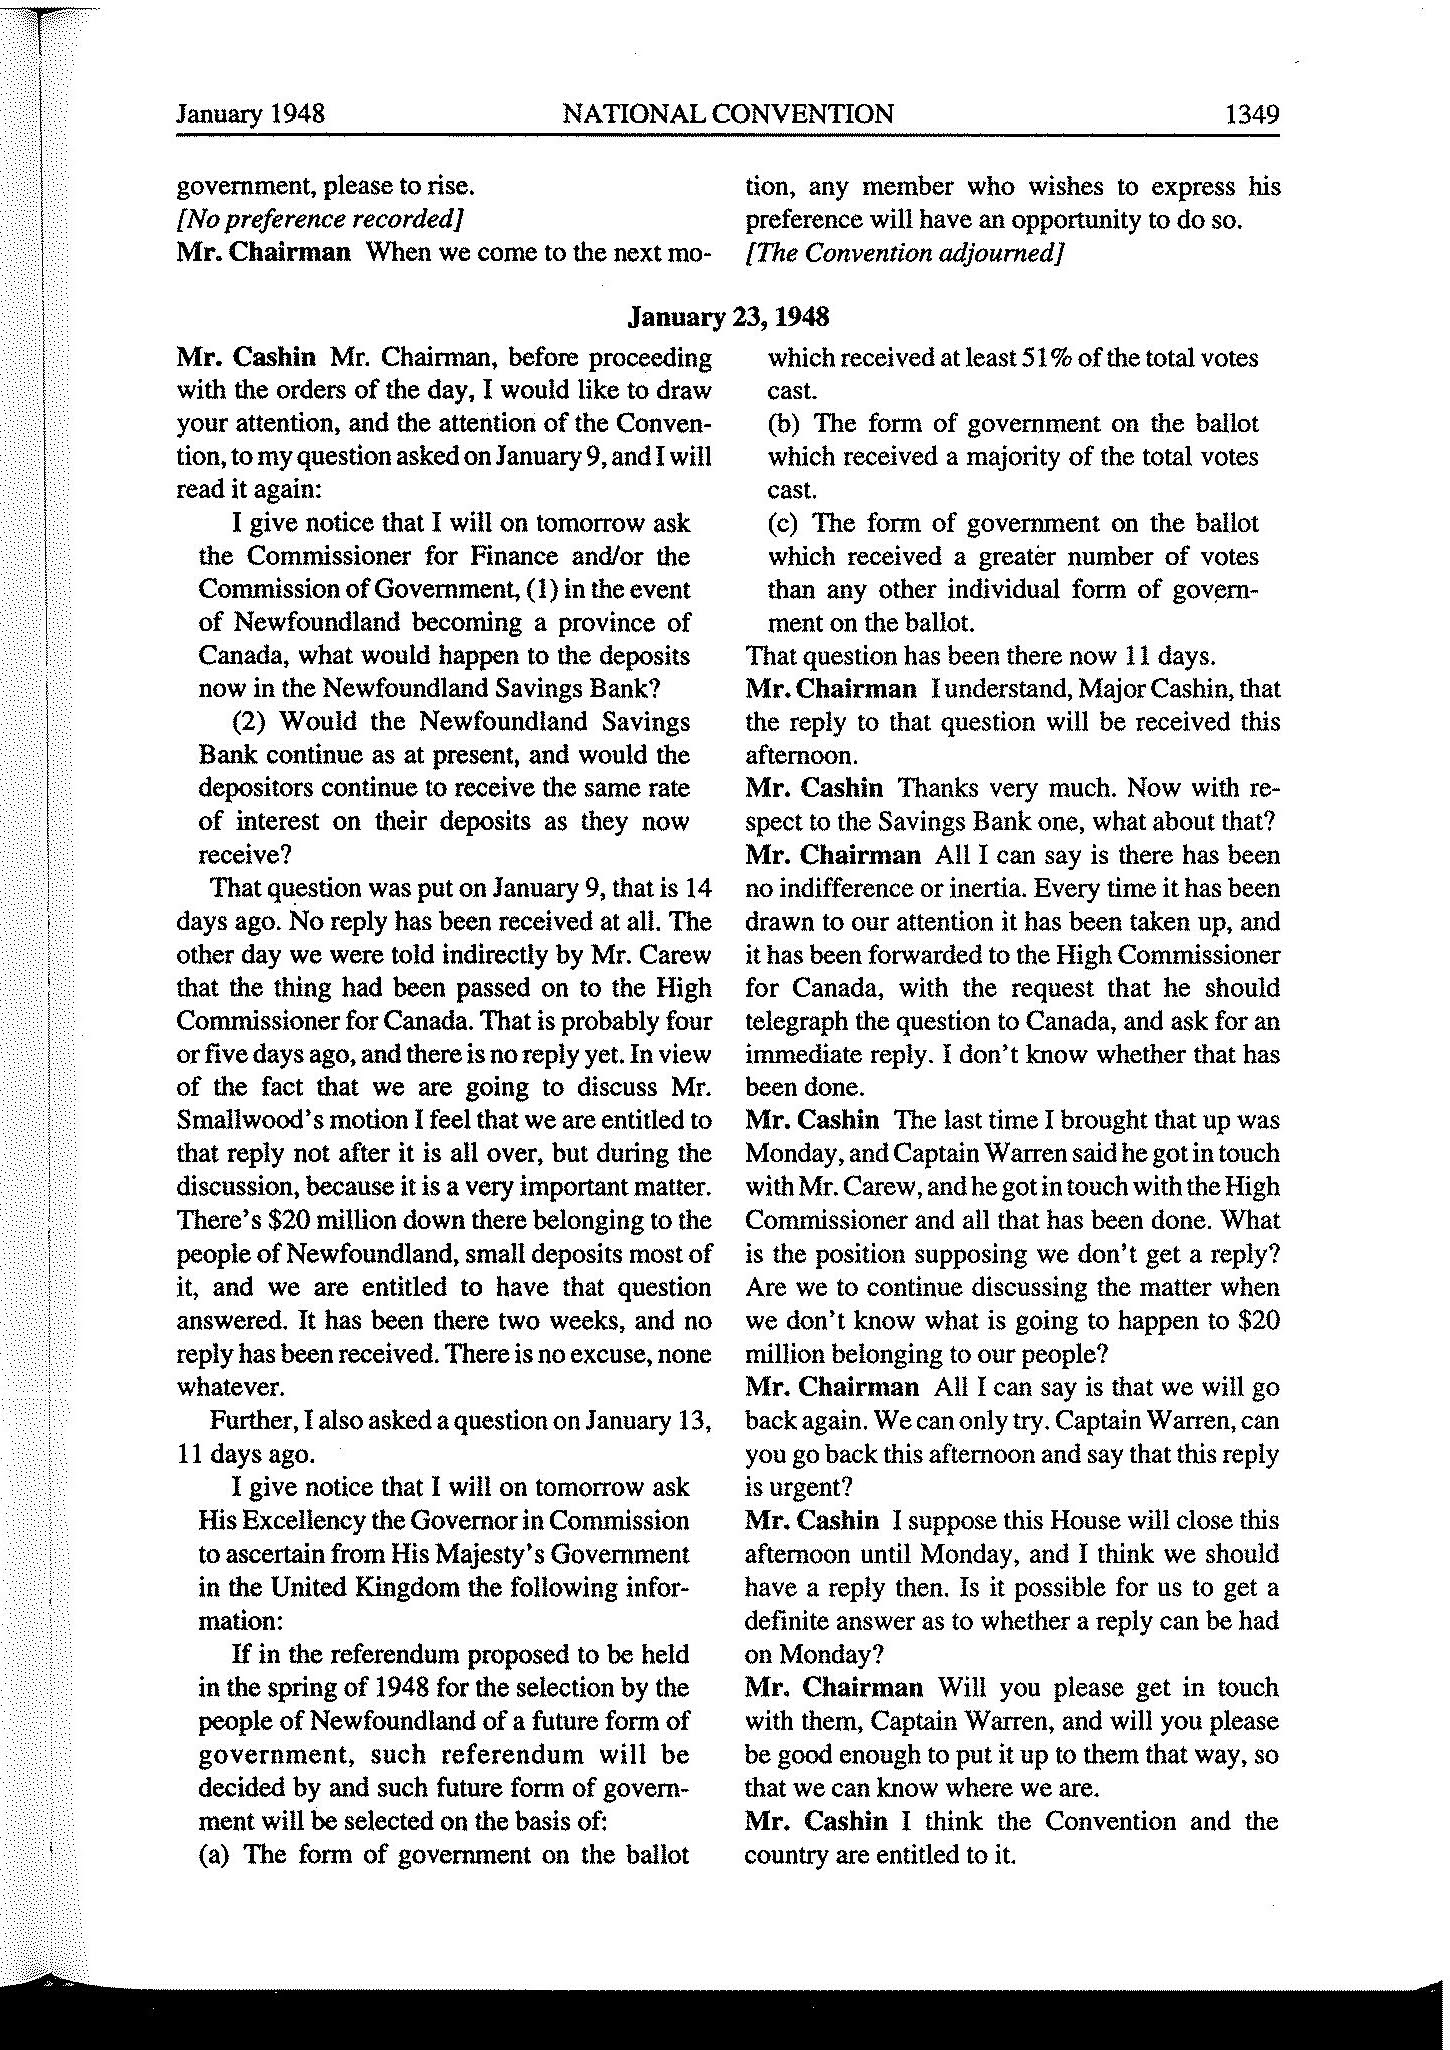 January 1948 NATIONAL CONVENTION 1349
government, please to rise.
[No preference recorded]
Mr. Chairman When we come to the next mo-
tion, any member who wishes to express his
preference will have an opportunity to do so.
[The Convention adjourned]
January 23, 1948
Mr. Cashin Mr. Chairman, before proceeding
with the orders of the day, I would like to draw
your attention, and the attention of the Conven-
tion, to my question asked on January 9, and I will
read it again:
I give notice that I will on tomorrow ask
the Commissioner for Finance and/or the
Commission of Government, (1) in the event
of Newfoundland becoming a province of
Canada, what would happen to the deposits
now in the Newfoundland Savings Bank?
(2) Would the Newfoundland Savings
Bank continue as at present, and would the
depositors continue to receive the same rate
of interest on their deposits as they now
receive?
That question was put on January 9, that is 14
days ago. No reply has been received at all. The
other day we were told indirectly by Mr. Carew
that the thing had been passed on to the High
Commissioner for Canada. That is probably four
or five days ago, and there is no reply yet. In view
of the fact that we are going to discuss Mr.
Smallwood's motion I feel that we are entitled to
that reply not after it is all over, but during the
discussion, because it is a very important matter.
There's $20 million down there belonging to the
people of Newfoundland, small deposits most of
it, and we are entitled to have that question
answered. It has been there two weeks, and no
reply has been received. There is no excuse, none
whatever.
Further, I also asked a question on January 13,
11 days ago.
I give notice that I will on tomorrow ask
His Excellency the Governor in Commission
to ascertain from His Majesty's Government
in the United Kingdom the following infor-
mation:
If in the referendum proposed to be held
in the spring of 1948 for the selection by the
people of Newfoundland of a future form of
government, such referendum will be
decided by and such future form of govern-
ment will be selected on the basis of:
(a) The form of government on the ballot
which received at least 51% of the total votes
cast.
(b) The form of government on the ballot
which received a majority of the total votes
cast.
(c) The form of government on the ballot
which received a greater number of votes
than any other individual form of govern-
ment on the ballot.
That question has been there now 11 days.
Mr. Chairman I understand, Major Cashin, that
the reply to that question will be received this
afternoon.
Mr. Cashin Thanks very much. Now with re-
spect to the Savings Bank one, what about that?
Mr. Chairman All I can say is there has been
no indifference or inertia. Every time it has been
drawn to our attention it has been taken up, and
it has been forwarded to the High Commissioner
for Canada, with the request that he should
telegraph the question to Canada, and ask for an
immediate reply. I don't know whether that has
been done.
Mr. Cashin The last time I brought that up was
Monday, and Captain Warren said he got in touch
with Mr. Carew, and he got in touch with the High
Commissioner and all that has been done. What
is the position supposing we don't get a reply?
Are we to continue discussing the matter when
we don't know what is going to happen to $20
million belonging to our people?
Mr. Chairman All I can say is that we will go
back again. We can only try. Captain Warren, can
you go back this afternoon and say that this reply
is urgent?
Mr. Cashin I suppose this House will close this
afternoon until Monday, and I think we should
have a reply then. Is it possible for us to get a
definite answer as to whether a reply can be had
on Monday?
Mr. Chairman Will you please get in touch
with them, Captain Warren, and will you please
be good enough to put it up to them that way, so
that we can know where we are.
Mr. Cashin I think the Convention and the
country are entitled to it.